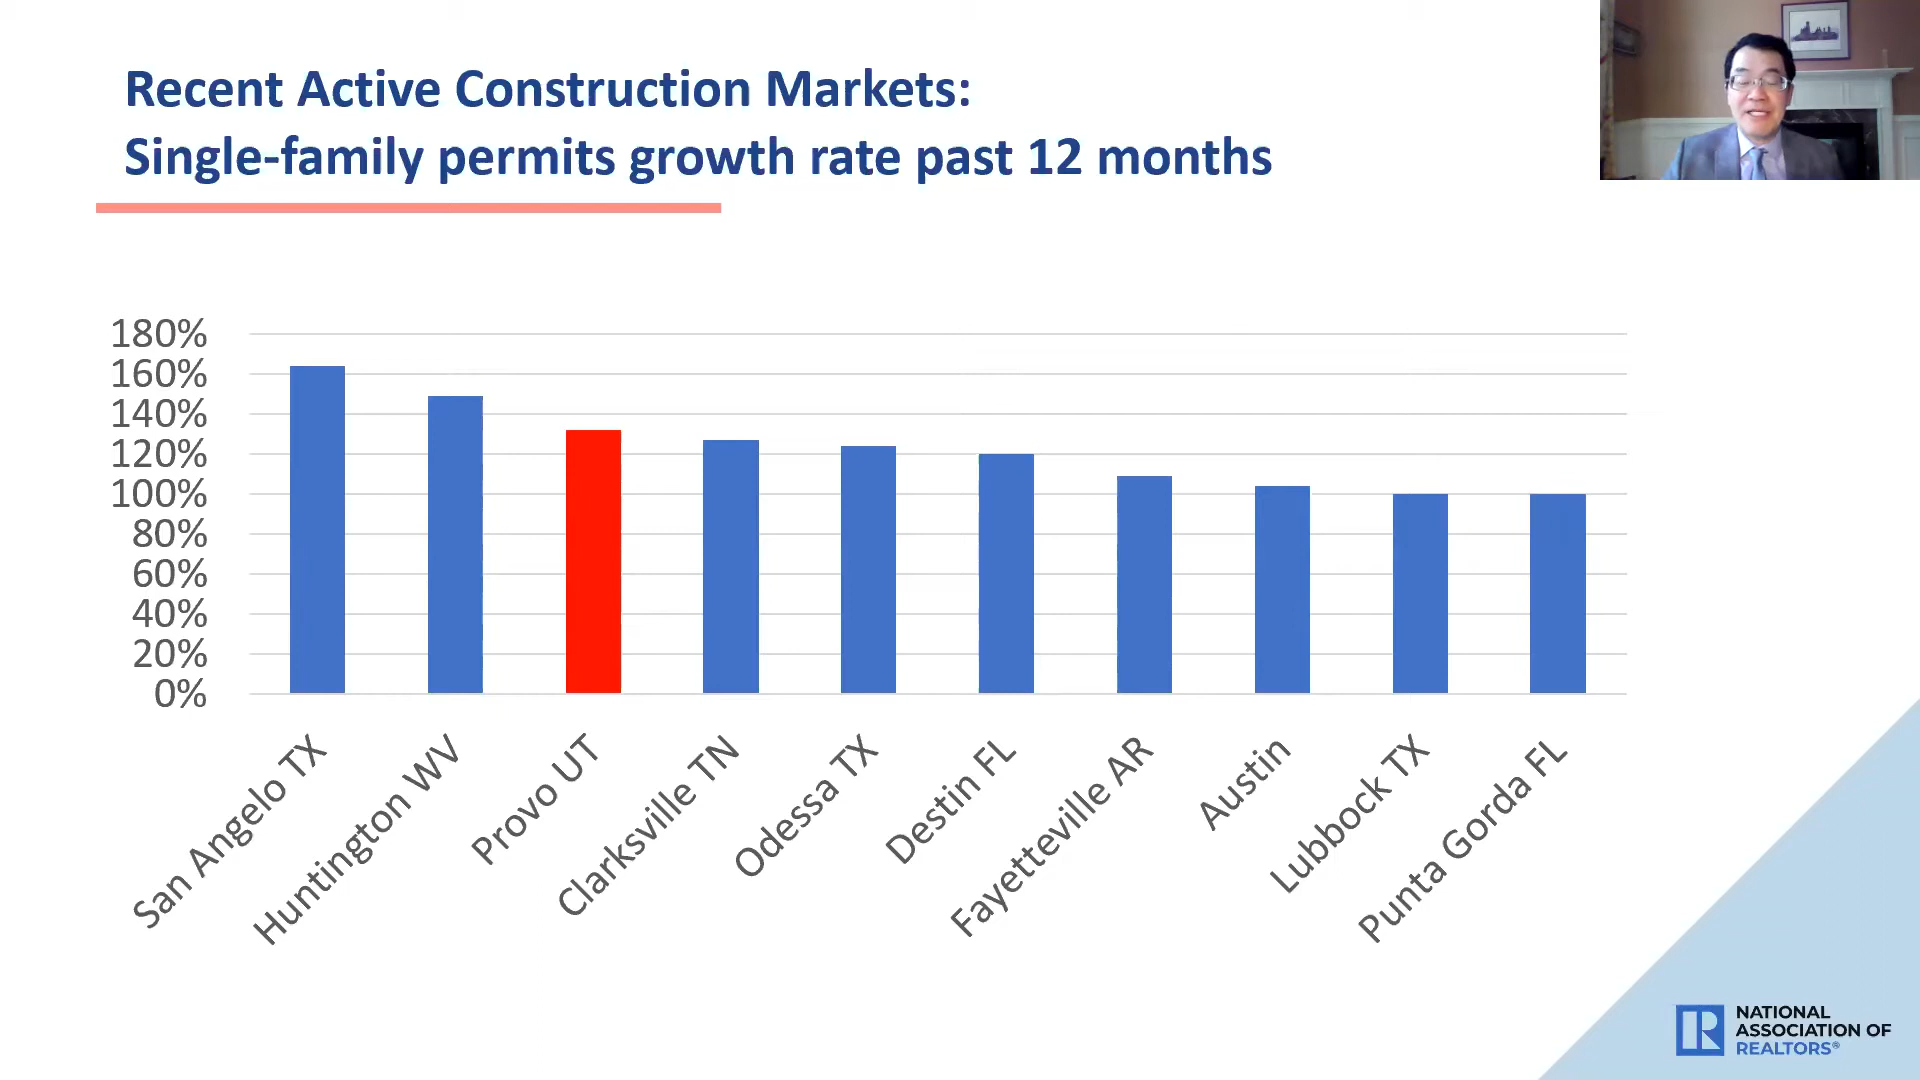 Recent Active Construction Markets:
Single-family permits growth rate past 12 months
180%
160%
140%
120%
100%
80%
60%
40%
20%
0%
San Angelo TX
Huntington WV
Provo UT
Clarksville TN
Odessa TX
Destin FL
Fayetteville AR
Austin
Lubbock TX
Punta Gorda FL
NATIONAL
ASSOCIATION OF
REALTORS®